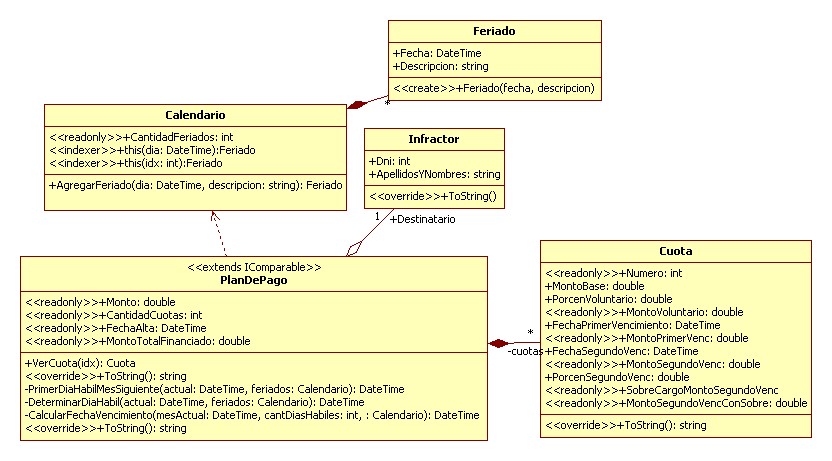 Feriado
+Fecha: DateTime
+Descripcion: string
<<create>>+Feriado(fecha, descripcion)
*
Calendario
<<readonly>>+CantidadFeriados: int
<<indexer>>+this(dia: DateTime):Feriado
<<indexer>>+this(idx: int):Feriado
+AgregarFeriado(dia: DateTime, descripcion: string): Feriado
Infractor
+Dni: int
+ApellidosYNombres: string
<<override>>+ToString()
1
+Destinatario
<<extends IComparable>>
PlanDePago
<<readonly>>+Monto: double
<<readonly>>+CantidadCuotas: int
<<readonly>>+FechaAlta: DateTime
<<readonly>>+MontoTotalFinanciado: double
+VerCuota(idx): Cuota
<<override>>+ToString(): string
-PrimerDiaHabilMesSiguiente(actual: DateTime, feriados: Calendario): DateTime
-DeterminarDiaHabil(actual: DateTime, feriados: Calendario): DateTime
-CalcularFechaVencimiento(mesActual: DateTime, cantDiasHabiles: int, : Calendario): DateTime
<<override>>+ToString(): string
*
-cuotas
Cuota
<<readonly>>+Numero: int
+MontoBase: double
+PorcenVoluntario: double
<<readonly>>+MontoVoluntario: double
+FechaPrimerVencimiento: DateTime
<<readonly>>+MontoPrimerVenc: double
+FechaSegundoVenc: DateTime
<<readonly>>+MontoSegundoVenc: double
+PorcenSegundoVenc: double
<<readonly>>+SobreCargoMontoSegundoVenc
<<readonly>>+MontoSegundoVencConSobre: double
<<override>>+ToString(): string